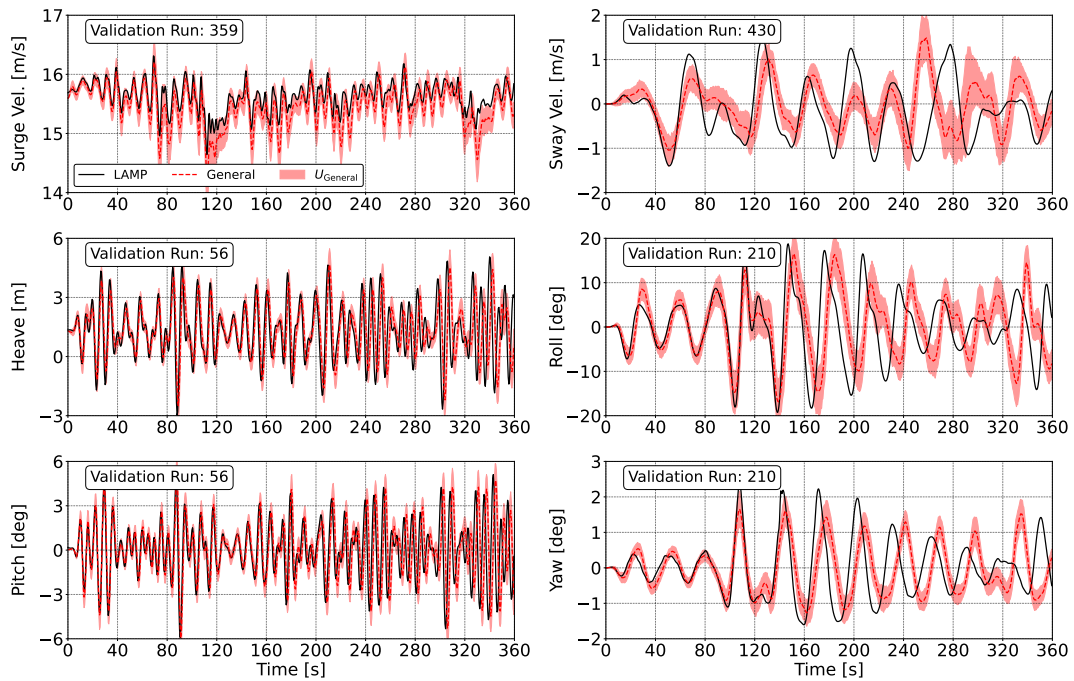 Validation Run: 359
Surge Vel. [m/s]
17
16
15
14
LAMP General U_General
0 40 80 120 160 200 240 280 320 360
Validation Run: 430
Sway Vel. [m/s]
2
1
0
−1
−2
0 40 80 120 160 200 240 280 320 360
Validation Run: 56
Heave [m]
6
3
0
−3
0 40 80 120 160 200 240 280 320 360
Validation Run: 210
Roll [deg]
20
10
0
−10
−20
0 40 80 120 160 200 240 280 320 360
Validation Run: 56
Pitch [deg]
6
3
0
−3
−6
0 40 80 120 160 200 240 280 320 360
Time [s]
Validation Run: 210
Yaw [deg]
3
2
1
0
−1
−2
0 40 80 120 160 200 240 280 320 360
Time [s]